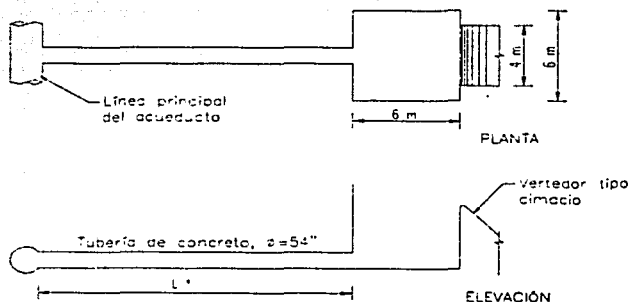 4 m
6 m
Línea principal
del acueducto
6 m
PLANTA
Vertedor tipo
cimacio
Tubería de concreto, ø=54"
L *
ELEVACIÓN